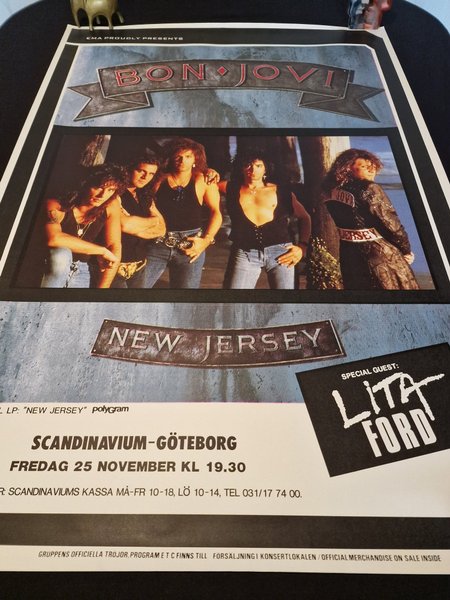 EMA PROUDLY PRESENTS
BON • JOVI
JOVI
JERSEY
NEW JERSEY
SPECIAL GUEST:
LITA
FORD
L LP: "NEW JERSEY" polygram
SCANDINAVIUM-GÖTEBORG
FREDAG 25 NOVEMBER KL 19.30
R: SCANDINAVIUMS KASSA MÅ-FR 10-18, LÖ 10-14, TEL 031/17 74 00.
GRUPPENS OFFICIELLA TRÖJOR, PROGRAM E T C FINNS TILL FÖRSÄLJNING I KONSERTLOKALEN / OFFICIAL MERCHANDISE ON SALE INSIDE